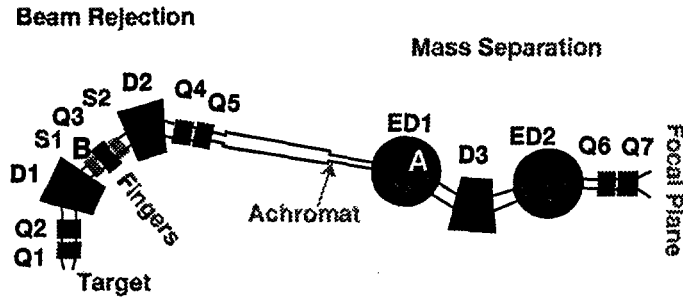 Beam Rejection
Mass Separation
D2
Q4
Q5
S2
Q3
S1
B
D1
Fingers
Q2
Q1
Target
Achromat
ED1
A
D3
ED2
Q6 Q7
Focal Plane